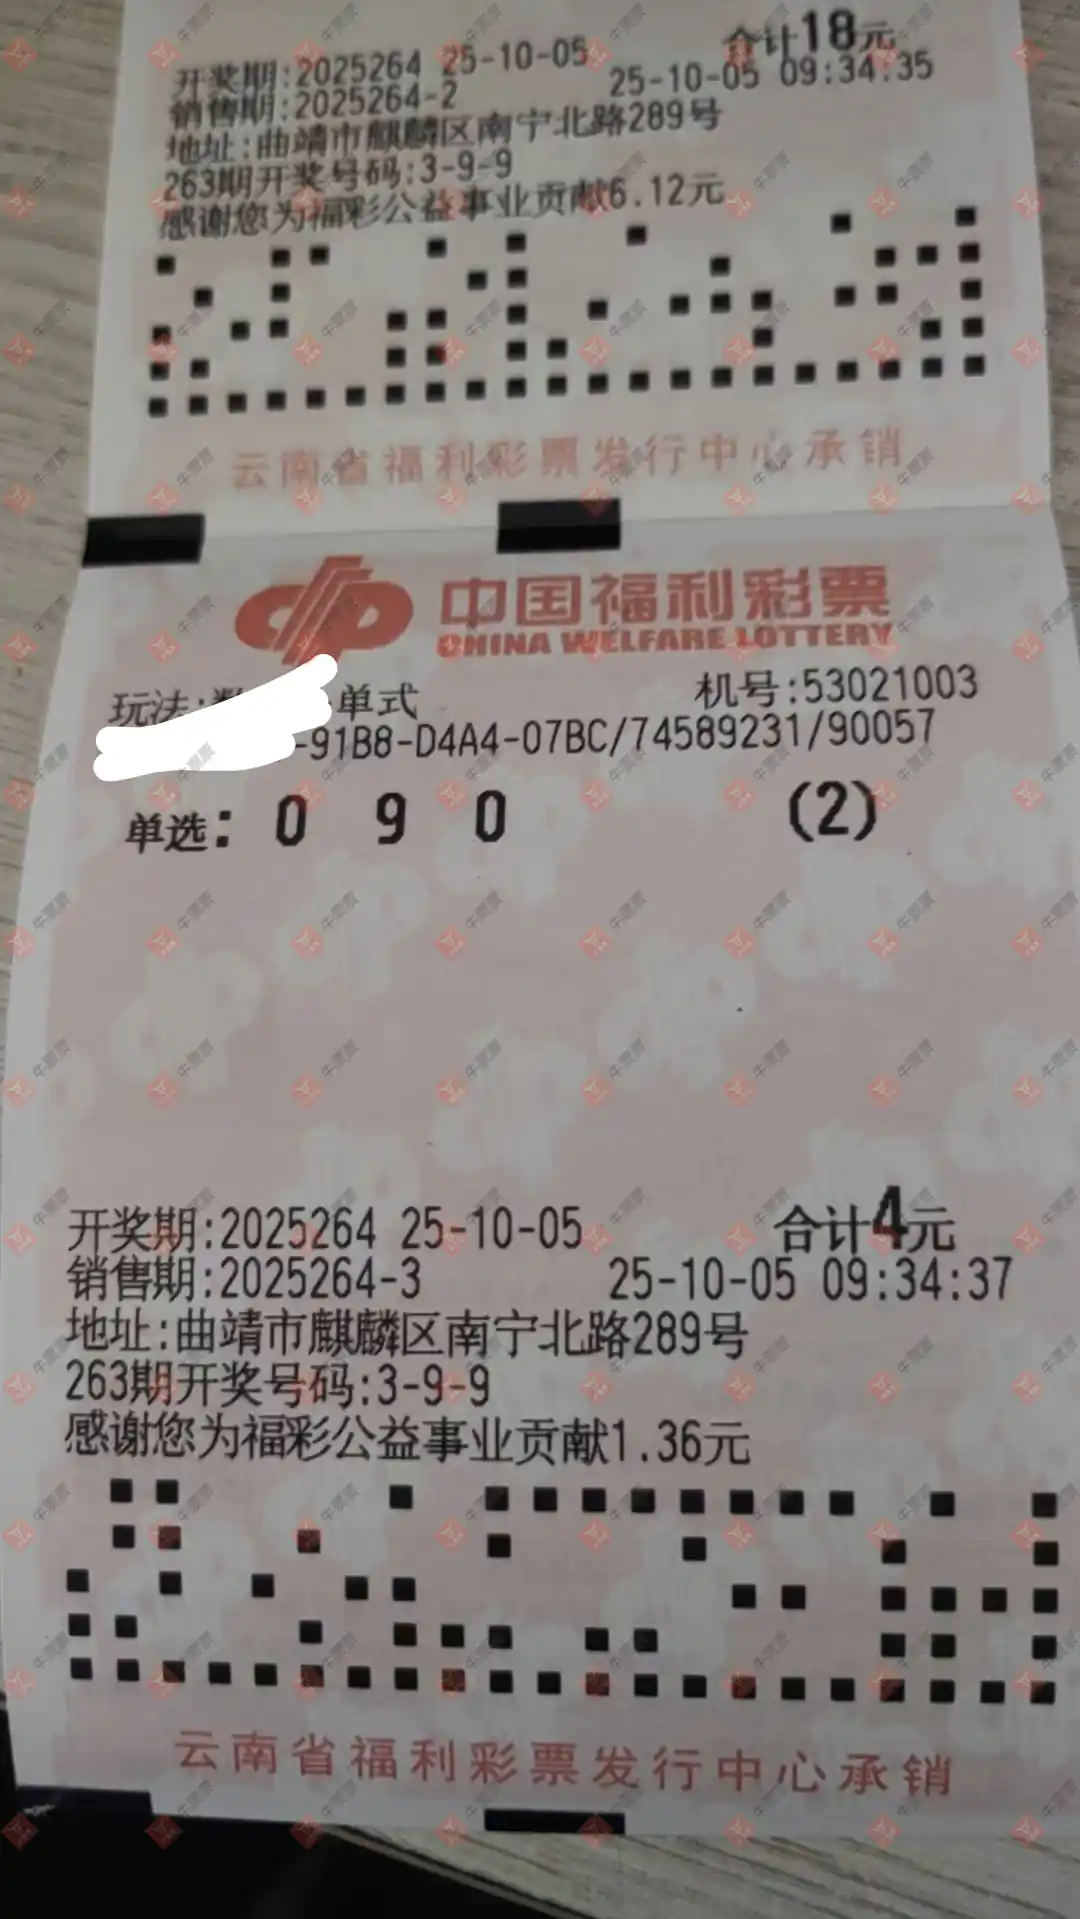 合计18元
开奖期:2025264 25-10-05
25-10-05 09:34:35
销售期:2025264-2
地址:曲靖市麒麟区南宁北路289号
263期开奖号码:3-9-9
感谢您为福彩公益事业贡献6.12元
云南省福利彩票发行中心承销
中国福利彩票
CHINA WELFARE LOTTERY
玩法: 单式 机号:53021003
-91B8-D4A4-07BC/74589231/90057
单选: 0 9 0 (2)
开奖期:2025264 25-10-05 合计4元
销售期:2025264-3 25-10-05 09:34:37
地址:曲靖市麒麟区南宁北路289号
263期开奖号码:3-9-9
感谢您为福彩公益事业贡献1.36元
云南省福利彩票发行中心承销